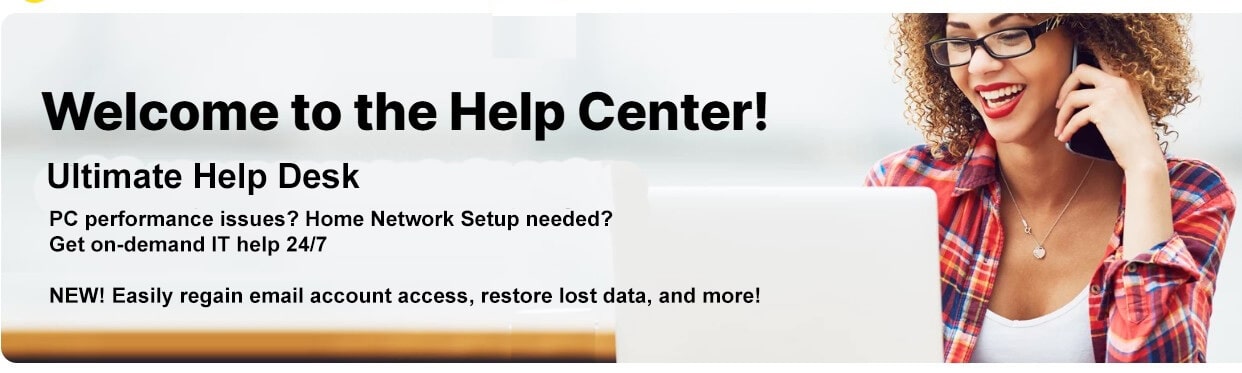 Welcome to the Help Center!
Ultimate Help Desk
PC performance issues? Home Network Setup needed?
Get on-demand IT help 24/7
NEW! Easily regain email account access, restore lost data, and more!